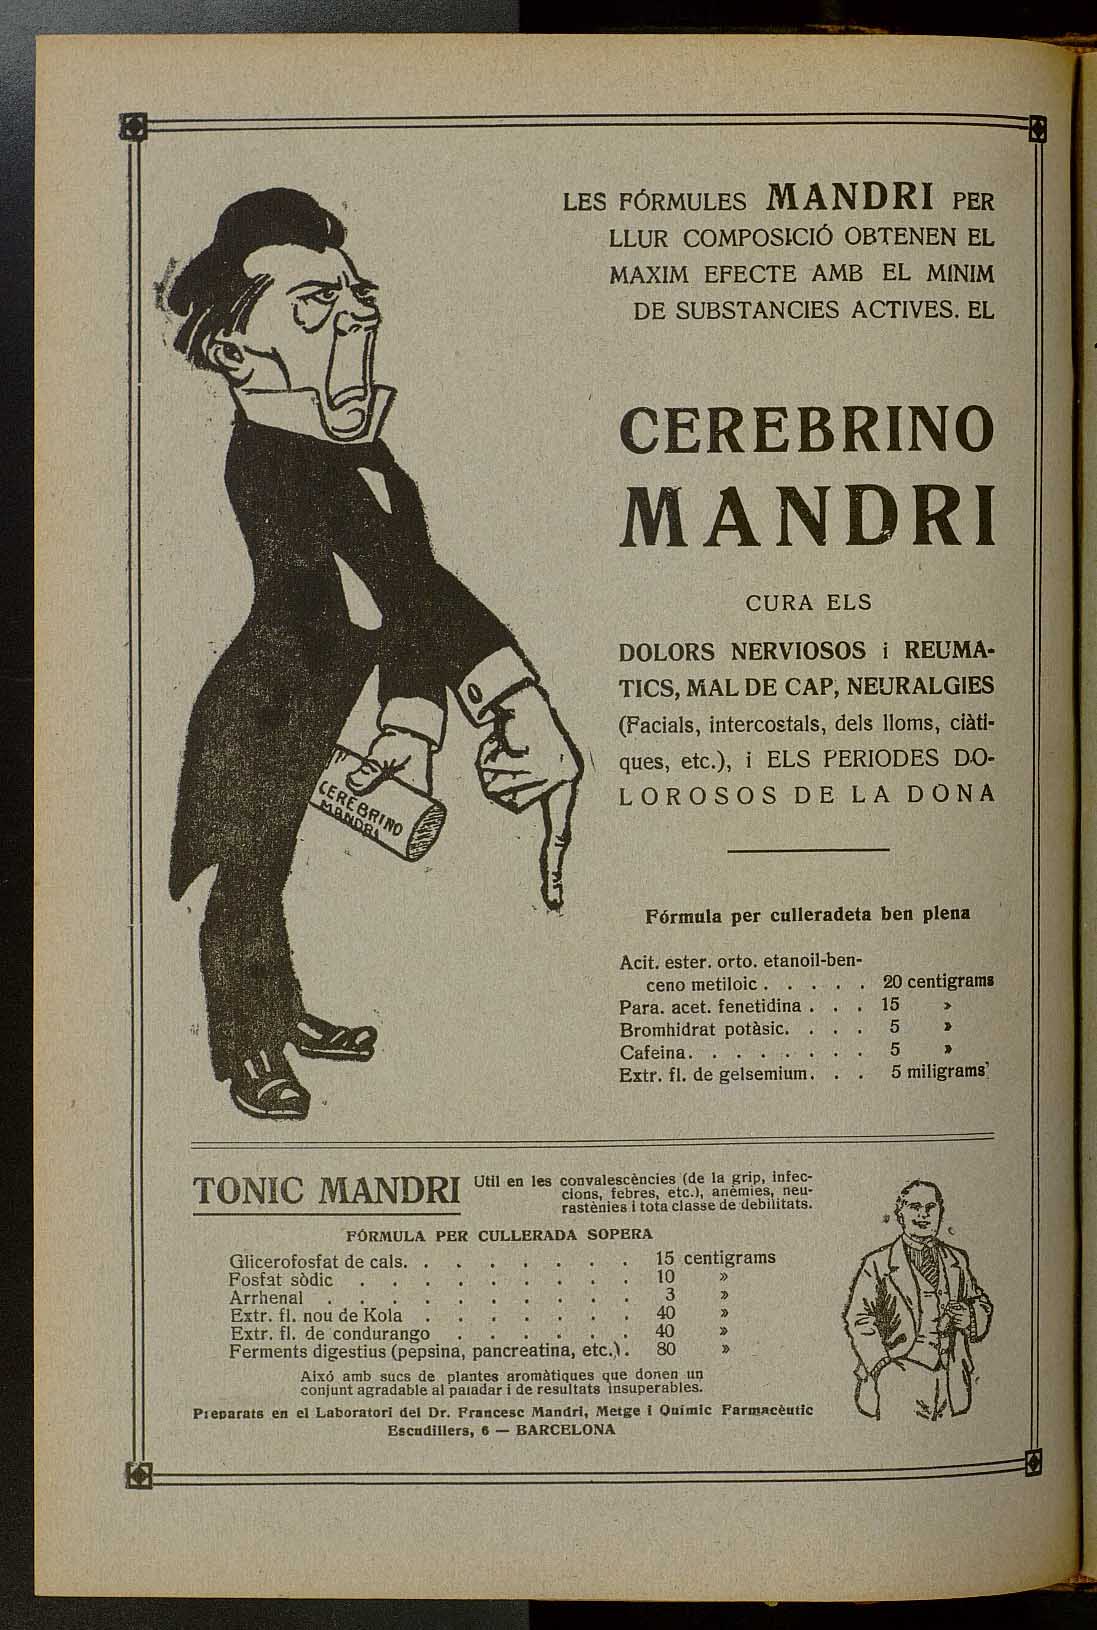 LES FÓRMULES MANDRI PER
LLUR COMPOSICIÓ OBTENEN EL
MAXIM EFECTE AMB EL MINIM
DE SUBSTANCIES ACTIVES. EL
CEREBRINO
MANDRI
CURA ELS
DOLORS NERVIOSOS i REUMA-
TICS, MAL DE CAP, NEURALGIES
(Facials, intercostals, dels lloms, ciàti-
ques, etc.), i ELS PERIODES DO-
LOROSOS DE LA DONA
CEREBRINO
MANDRI
Fórmula per culleradeta ben plena
Acit. ester. orto. etanoil-ben-
ceno metiloic . . . . . 20 centigrams
Para. acet. fenetidina . . . 15 »
Bromhidrat potàsic. . . . 5 »
Cafeina. . . . . . . . 5 »
Extr. fl. de gelsemium. . . 5 miligrams
TONIC MANDRI
Util en les convalescències (de la grip, infec-
cions, febres, etc.), anèmies, neu-
rastènies i tota classe de debilitats.
FÓRMULA PER CULLERADA SOPERA
Glicerofosfat de cals. . . . . . . . 15 centigrams
Fosfat sòdic . . . . . . . . . 10 »
Arrhenal . . . . . . . . . . 3 »
Extr. fl. nou de Kola . . . . . . . 40 »
Extr. fl. de condurango . . . . . . 40 »
Ferments digestius (pepsina, pancreatina, etc.). 80 »
Aixó amb sucs de plantes aromàtiques que donen un
conjunt agradable al paladar i de resultats insuperables.
Preparats en el Laboratori del Dr. Francesc Mandri, Metge i Químic Farmacèutic
Escudillers, 6 — BARCELONA